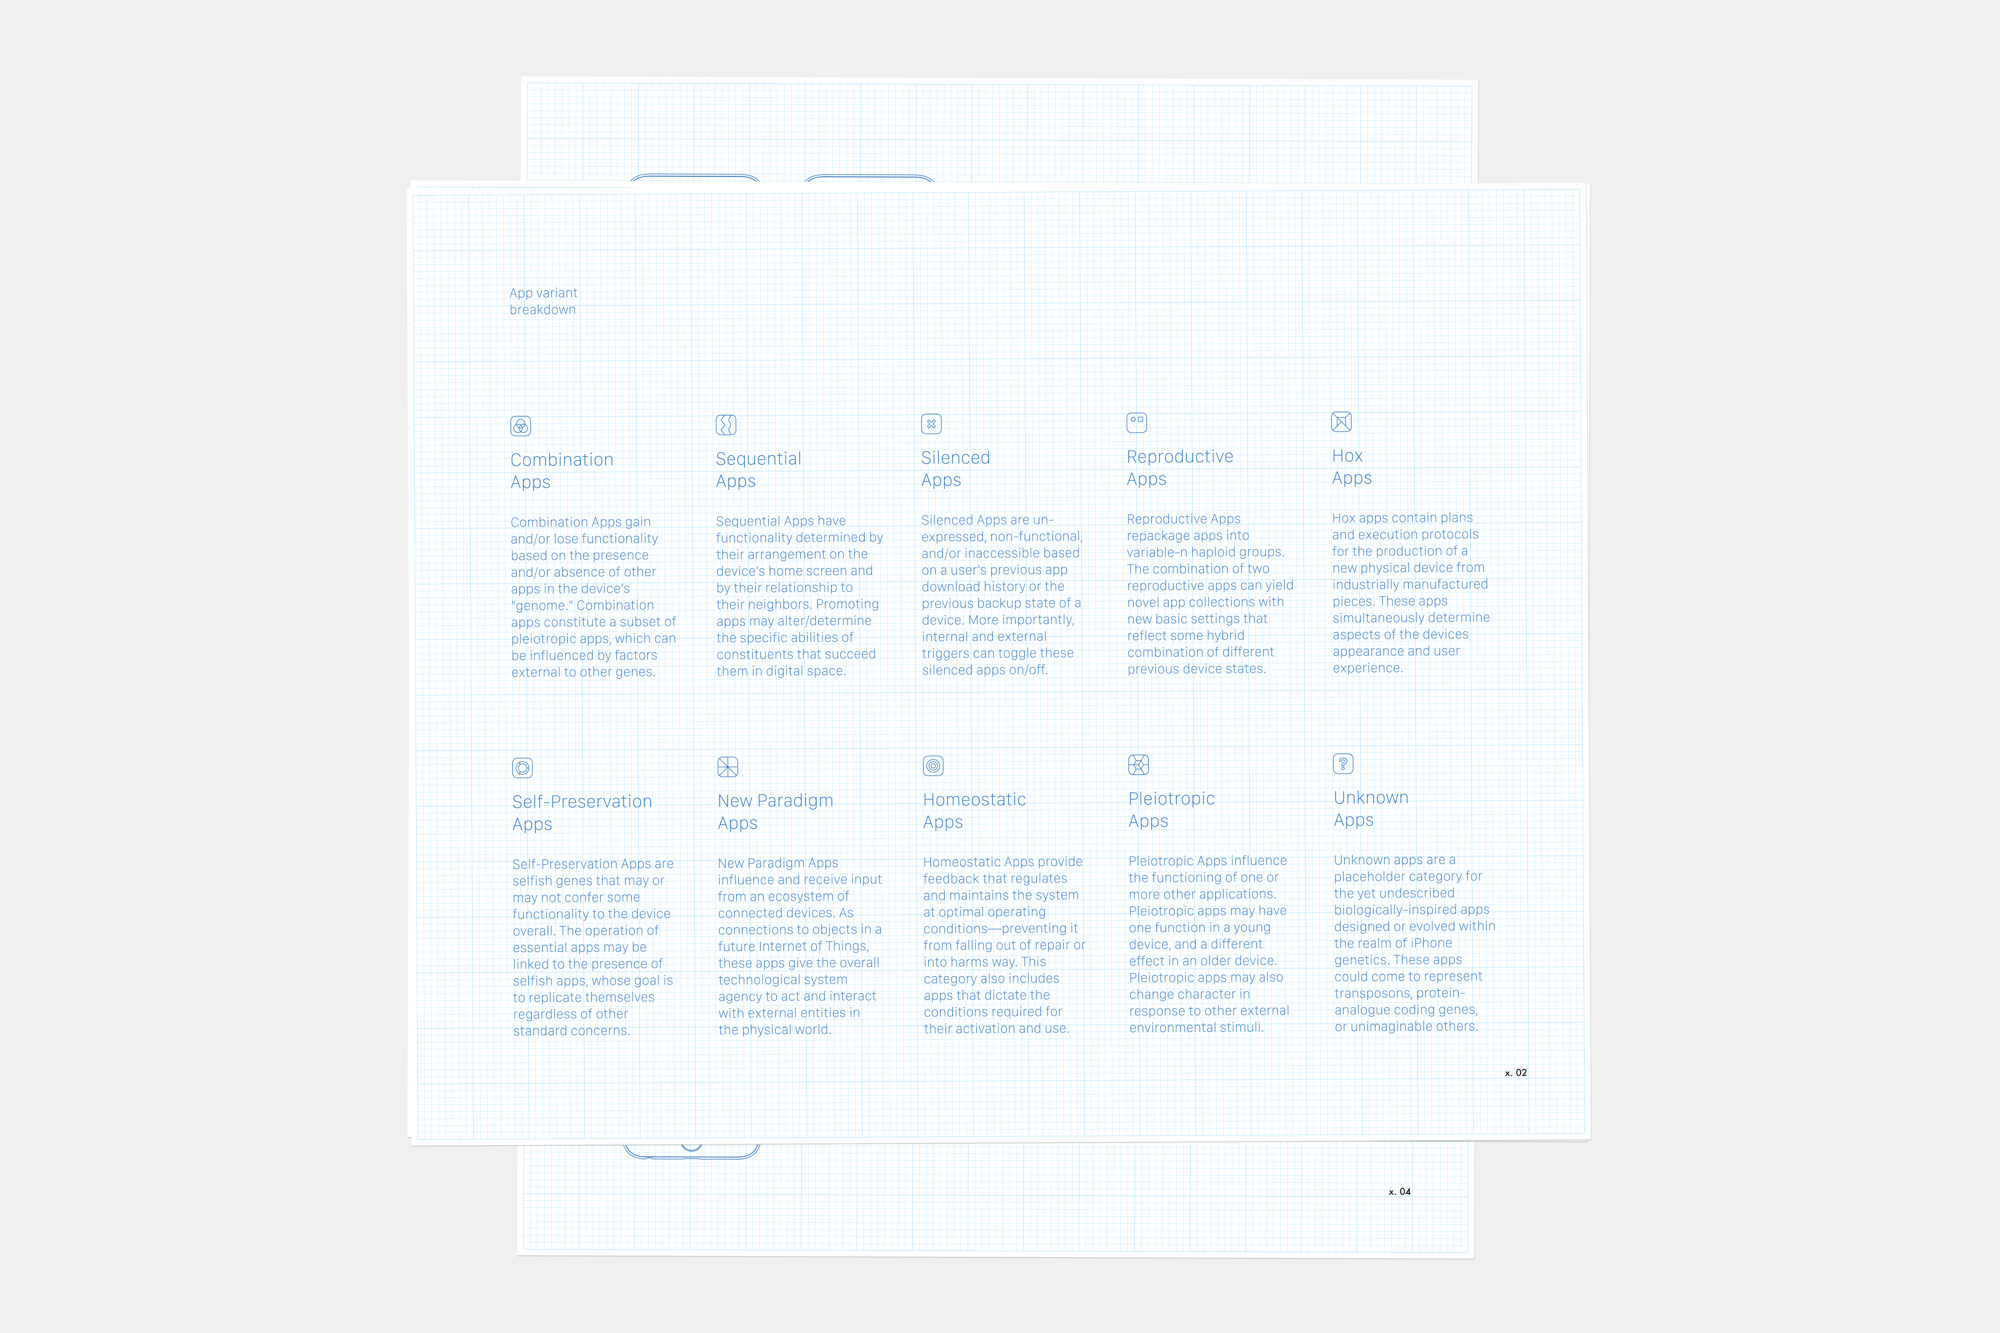 App variant
breakdown
Combination
Apps
Combination Apps gain
and/or lose functionality
based on the presence
and/or absence of other
apps in the device's
"genome." Combination
apps constitute a subset of
pleiotropic apps, which can
be influenced by factors
external to other genes.
Sequential
Apps
Sequential Apps have
functionality determined by
their arrangement on the
device's home screen and
by their relationship to
their neighbors. Promoting
apps may alter/determine
the specific abilities of
constituents that succeed
them in digital space.
Silenced
Apps
Silenced Apps are un-
expressed, non-functional,
and/or inaccessible based
on a user's previous app
download history or the
previous backup state of a
device. More importantly,
internal and external
triggers can toggle these
silenced apps on/off.
Reproductive
Apps
Reproductive Apps
repackage apps into
variable-n haploid groups.
The combination of two
reproductive apps can yield
novel app collections with
new basic settings that
reflect some hybrid
combination of different
previous device states.
Hox
Apps
Hox apps contain plans
and execution protocols
for the production of a
new physical device from
industrially manufactured
pieces. These apps
simultaneously determine
aspects of the devices
appearance and user
experience.
Self-Preservation
Apps
Self-Preservation Apps are
selfish genes that may or
may not confer some
functionality to the device
overall. The operation of
essential apps may be
linked to the presence of
selfish apps, whose goal is
to replicate themselves
regardless of other
standard concerns.
New Paradigm
Apps
New Paradigm Apps
influence and receive input
from an ecosystem of
connected devices. As
connections to objects in a
future Internet of Things,
these apps give the overall
technological system
agency to act and interact
with external entities in
the physical world.
Homeostatic
Apps
Homeostatic Apps provide
feedback that regulates
and maintains the system
at optimal operating
conditions—preventing it
from falling out of repair or
into harms way. This
category also includes
apps that dictate the
conditions required for
their activation and use.
Pleiotropic
Apps
Pleiotropic Apps influence
the functioning of one or
more other applications.
Pleiotropic apps may have
one function in a young
device, and a different
effect in an older device.
Pleiotropic apps may also
change character in
response to other external
environmental stimuli.
?
Unknown
Apps
Unknown apps are a
placeholder category for
the yet undescribed
biologically-inspired apps
designed or evolved within
the realm of iPhone
genetics. These apps
could come to represent
transposons, protein-
analogue coding genes,
or unimaginable others.
x. 02
x. 04